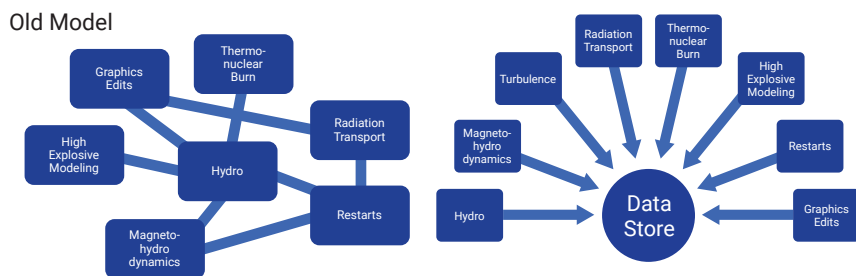 Old Model
Graphics
Edits
Thermo-
nuclear
Burn
High
Explosive
Modeling
Hydro
Radiation
Transport
Magneto-
hydro
dynamics
Restarts
Hydro
Magneto-
hydro
dynamics
Turbulence
Radiation
Transport
Thermo-
nuclear
Burn
High
Explosive
Modeling
Restarts
Graphics
Edits
Data
Store